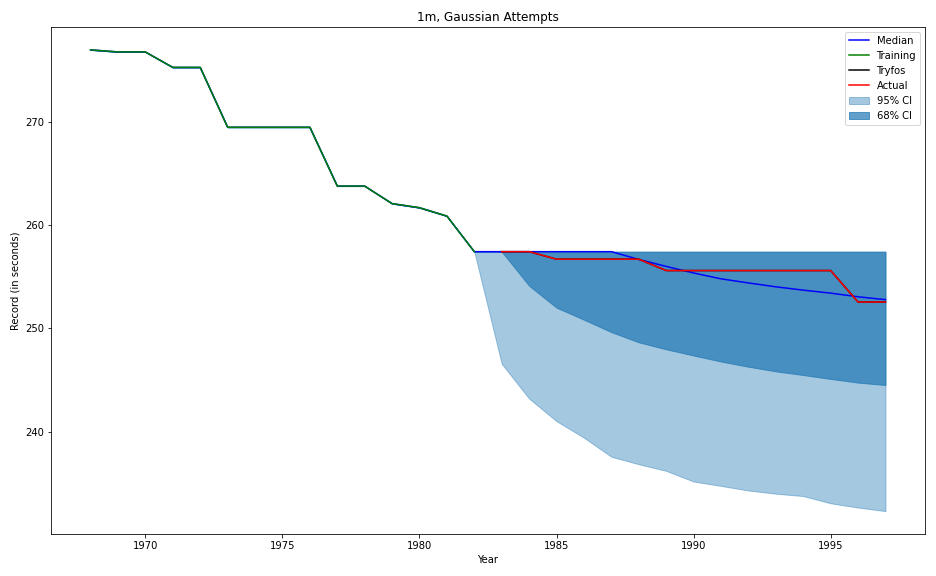 1m, Gaussian Attempts
Median
Training
Tryfos
Actual
95% CI
68% CI
Record (in seconds)
270
260
250
240
1970
1975
1980
1985
1990
1995
Year